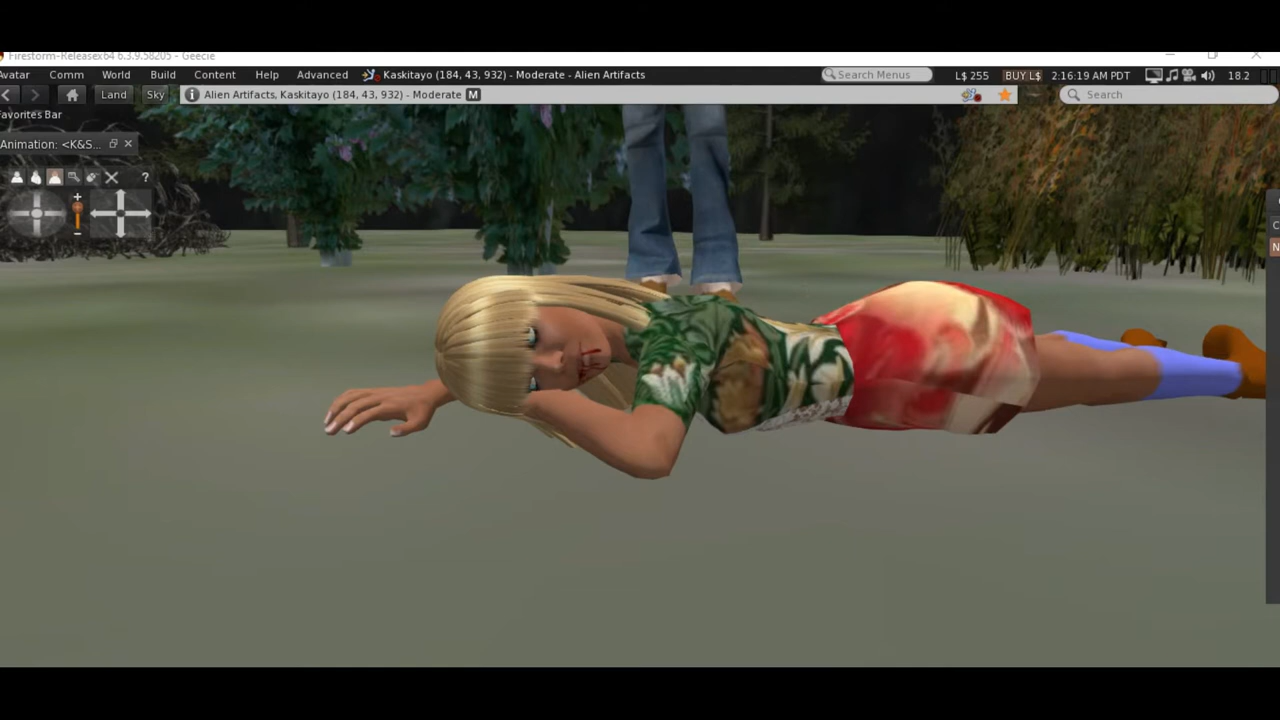 Firestorm-Releasex64 6.3.9.58205 - Geecie
Avatar Comm World Build Content Help Advanced Kaskitayo (184, 43, 932) - Moderate - Alien Artifacts Search Menus L$ 255 BUY L$ 2:16:19 AM PDT 18.2
Land Sky Alien Artifacts, Kaskitayo (184, 43, 932) - Moderate M Search
Favorites Bar
Animation: <K&S...
?
C
N